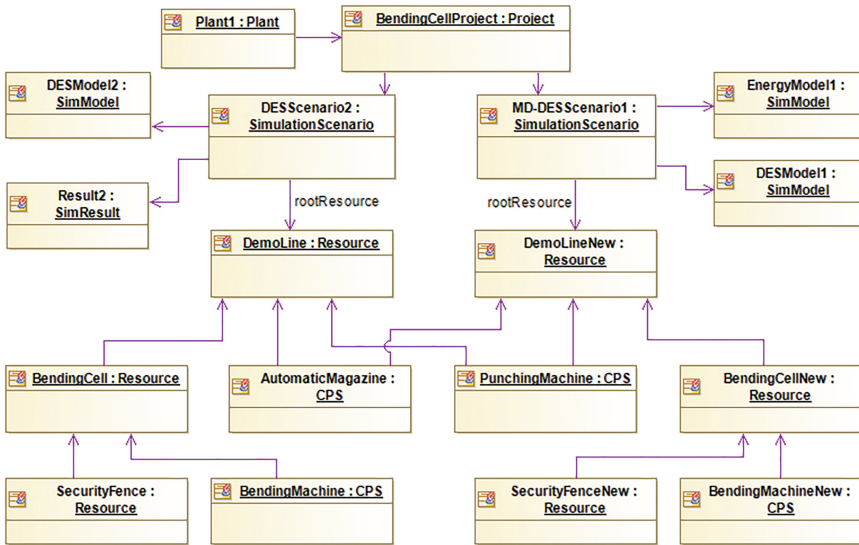 Plant1 : Plant
BendingCellProject : Project
DESModel2 :
SimModel
DESScenario2 :
SimulationScenario
MD-DESScenario1 :
SimulationScenario
EnergyModel1 :
SimModel
Result2 :
SimResult
DESModel1 :
SimModel
rootResource
rootResource
DemoLine : Resource
DemoLineNew :
Resource
BendingCell : Resource
AutomaticMagazine :
CPS
PunchingMachine : CPS
BendingCellNew :
Resource
SecurityFence :
Resource
BendingMachine : CPS
SecurityFenceNew :
Resource
BendingMachineNew :
CPS